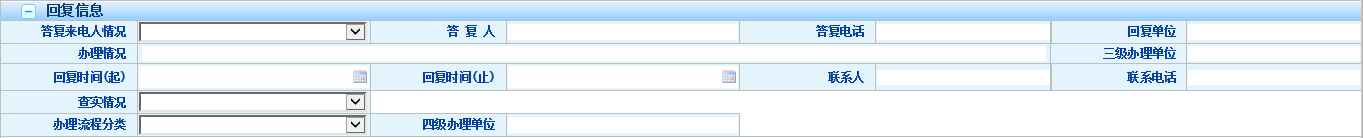 回复信息
答复来电人情况 答 复 人 答复电话 回复单位
办理情况 三级办理单位
回复时间(起) 回复时间(止) 联系人 联系电话
查实情况
办理流程分类 四级办理单位